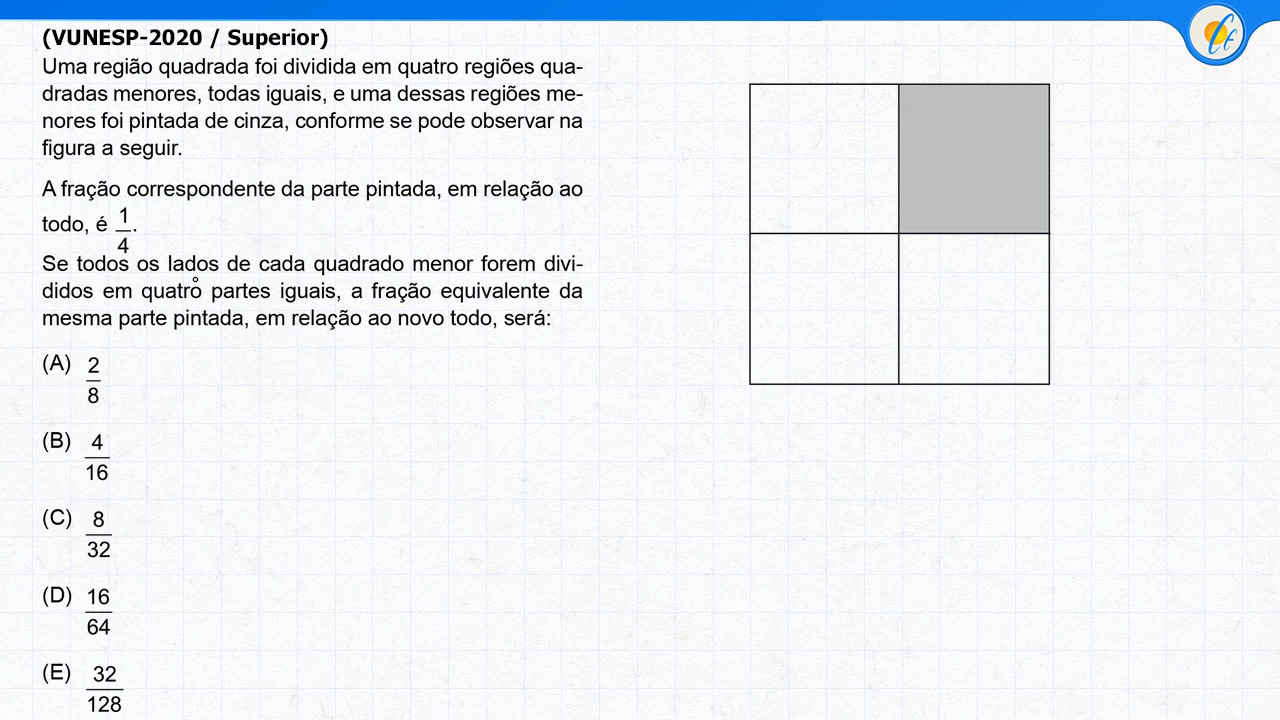 (VUNESP-2020 / Superior)
Uma região quadrada foi dividida em quatro regiões qua-
dradas menores, todas iguais, e uma dessas regiões me-
nores foi pintada de cinza, conforme se pode observar na
figura a seguir.
A fração correspondente da parte pintada, em relação ao
todo, é 1/4.
Se todos os lados de cada quadrado menor forem divi-
didos em quatro partes iguais, a fração equivalente da
mesma parte pintada, em relação ao novo todo, será:
(A) 2/8
(B) 4/16
(C) 8/32
(D) 16/64
(E) 32/128